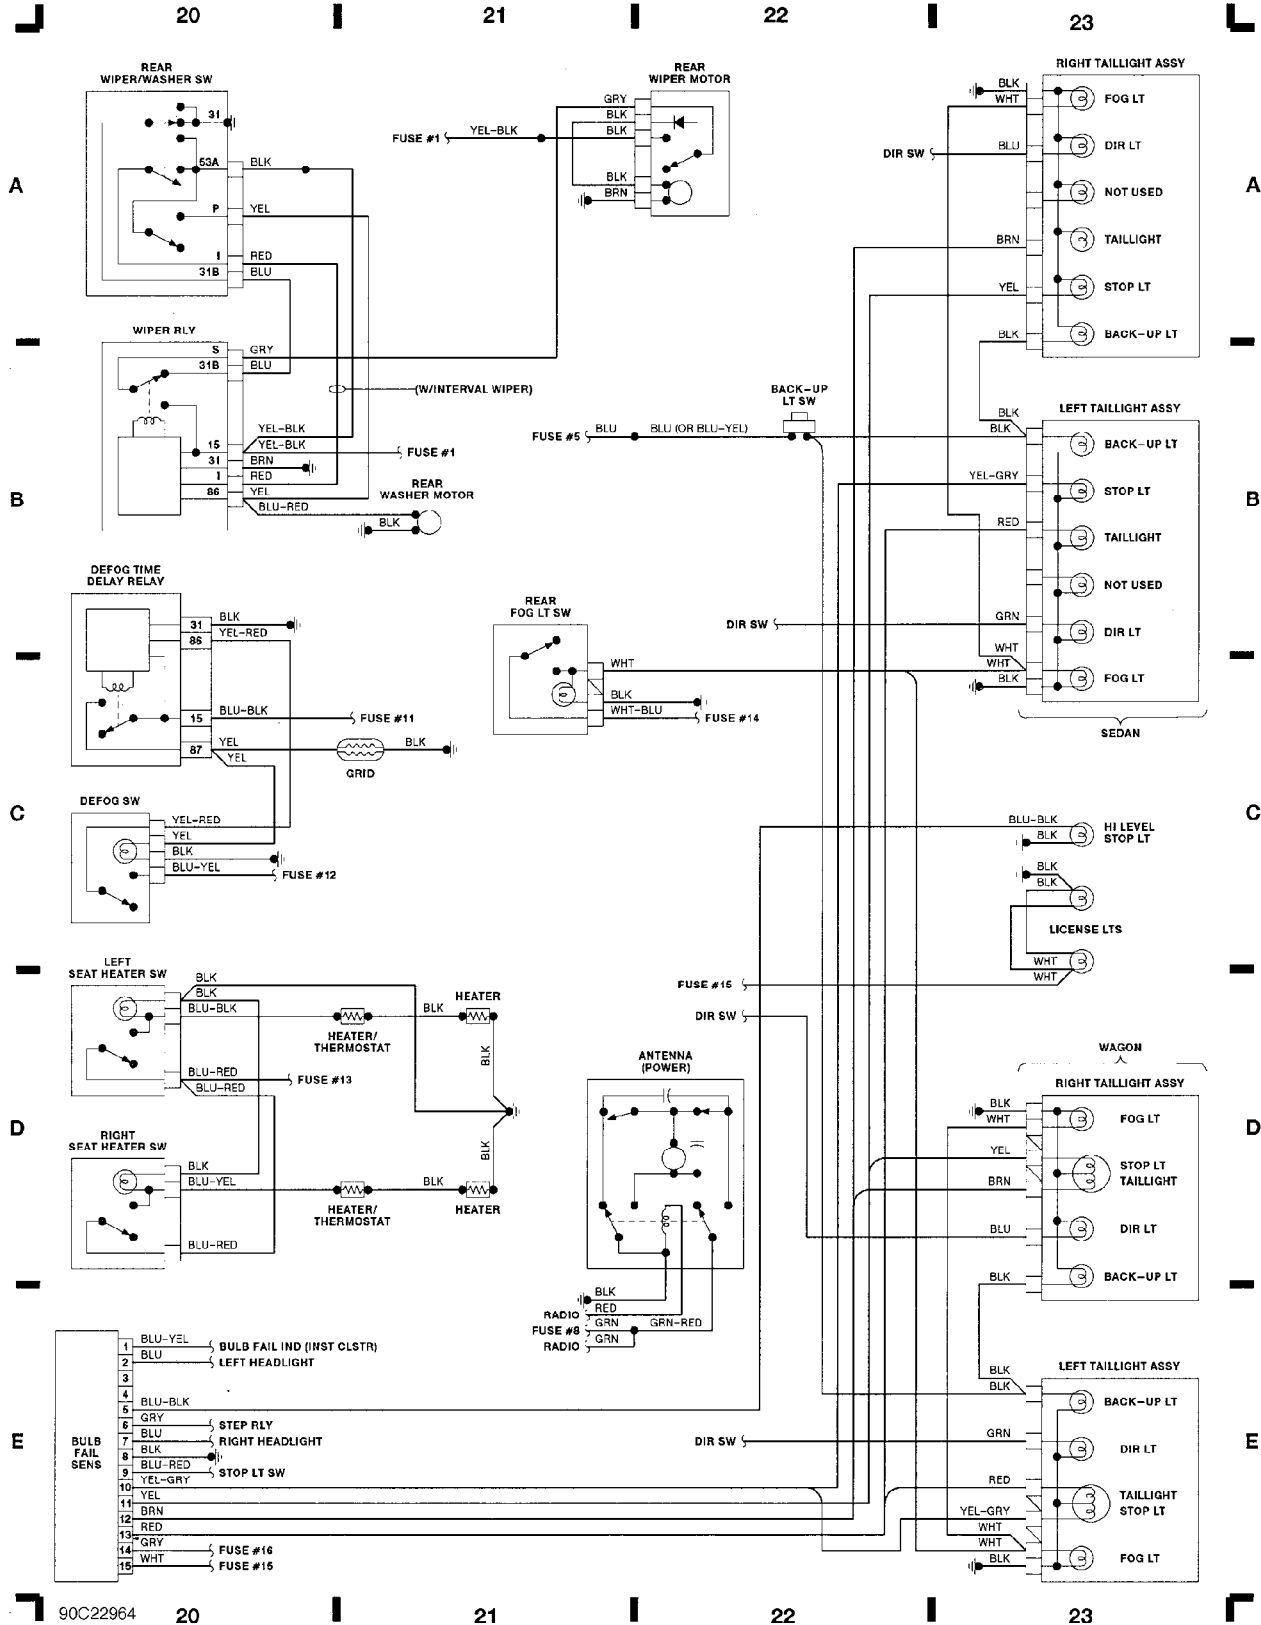 20
21
22
23
A
REAR
WIPER/WASHER SW
31
53A
BLK
P
YEL
I
RED
31B
BLU
WIPER RLY
S
GRY
31B
BLU
(W/INTERVAL WIPER)
YEL-BLK
15
YEL-BLK
FUSE #1
31
BRN
I
RED
86
YEL
BLU-RED
REAR
WASHER MOTOR
BLK
B
REAR
WIPER MOTOR
GRY
BLK
FUSE #1
YEL-BLK
BLK
BLK
BRN
RIGHT TAILLIGHT ASSY
BLK
WHT
FOG LT
DIR SW
BLU
DIR LT
NOT USED
BRN
TAILLIGHT
YEL
STOP LT
BLK
BACK-UP LT
A
BACK-UP
LT SW
FUSE #5
BLU
BLU (OR BLU-YEL)
LEFT TAILLIGHT ASSY
BLK
BLK
BACK-UP LT
YEL-GRY
STOP LT
RED
TAILLIGHT
NOT USED
DIR SW
GRN
DIR LT
WHT
WHT
BLK
FOG LT
SEDAN
B
DEFOG TIME
DELAY RELAY
31
BLK
86
YEL-RED
15
BLU-BLK
FUSE #11
87
YEL
YEL
GRID
BLK
REAR
FOG LT SW
WHT
BLK
WHT-BLU
FUSE #14
C
DEFOG SW
YEL-RED
YEL
BLK
BLU-YEL
FUSE #12
BLU-BLK
BLK
HI LEVEL
STOP LT
BLK
BLK
LICENSE LTS
WHT
WHT
FUSE #15
DIR SW
C
LEFT
SEAT HEATER SW
BLK
BLK
BLU-BLK
HEATER/
THERMOSTAT
BLK
HEATER
BLK
BLU-RED
FUSE #13
BLU-RED
D
RIGHT
SEAT HEATER SW
BLK
BLU-YEL
HEATER/
THERMOSTAT
BLK
HEATER
BLK
BLU-RED
ANTENNA
(POWER)
BLK
RADIO
RED
FUSE #8
GRN
GRN-RED
RADIO
GRN
WAGON
RIGHT TAILLIGHT ASSY
BLK
WHT
FOG LT
YEL
STOP LT
TAILLIGHT
BRN
BLU
DIR LT
BLK
BACK-UP LT
D
E
BULB
FAIL
SENS
1
BLU-YEL
BULB FAIL IND (INST CLSTR)
2
BLU
LEFT HEADLIGHT
3
4
5
BLU-BLK
6
GRY
STEP RLY
7
BLU
RIGHT HEADLIGHT
8
BLK
9
BLU-RED
STOP LT SW
10
YEL-GRY
11
YEL
12
BRN
13
RED
14
GRY
FUSE #16
15
WHT
FUSE #15
LEFT TAILLIGHT ASSY
BLK
BLK
BACK-UP LT
DIR SW
GRN
DIR LT
RED
TAILLIGHT
STOP LT
YEL-GRY
WHT
WHT
BLK
FOG LT
E
90C22964
20
21
22
23